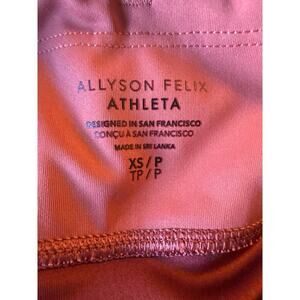 ALLYSON FELIX
ATHLETA
DESIGNED IN SAN FRANCISCO
CONÇU À SAN FRANCISCO
MADE IN SRI LANKA
XS / P
TP / P